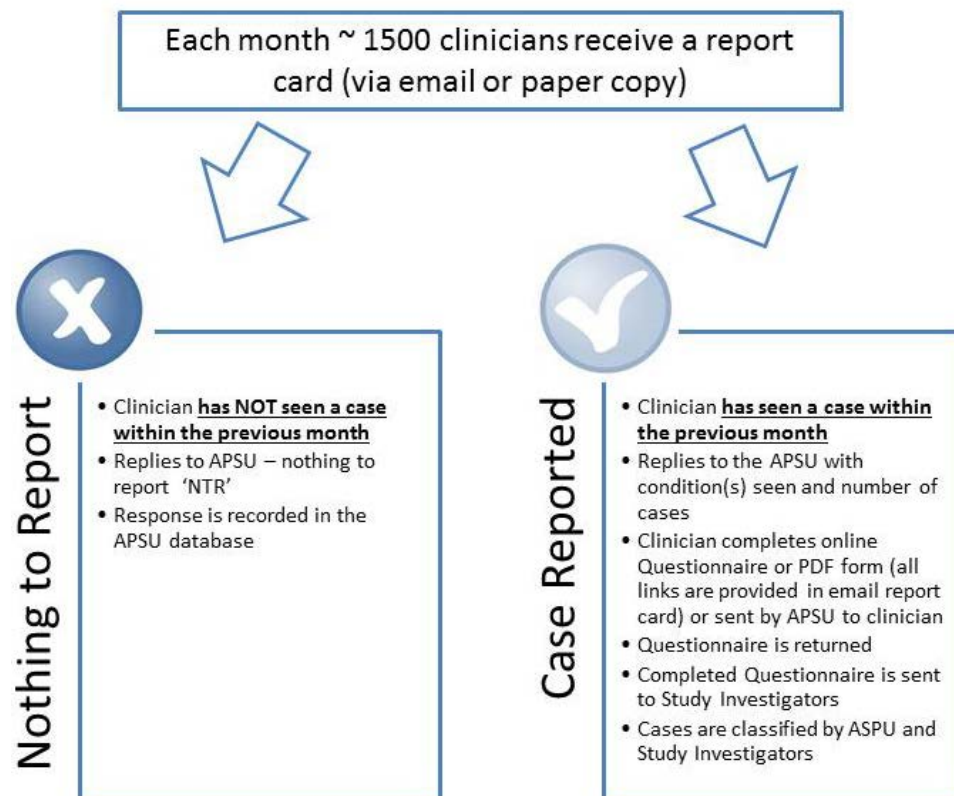 Each month ~ 1500 clinicians receive a report
card (via email or paper copy)
Nothing to Report
• Clinician has NOT seen a case
within the previous month
• Replies to APSU – nothing to
report 'NTR'
• Response is recorded in the
APSU database
Case Reported
• Clinician has seen a case within
the previous month
• Replies to the APSU with
condition(s) seen and number of
cases
• Clinician completes online
Questionnaire or PDF form (all
links are provided in email report
card) or sent by APSU to clinician
• Questionnaire is returned
• Completed Questionnaire is sent
to Study Investigators
• Cases are classified by ASPU and
Study Investigators